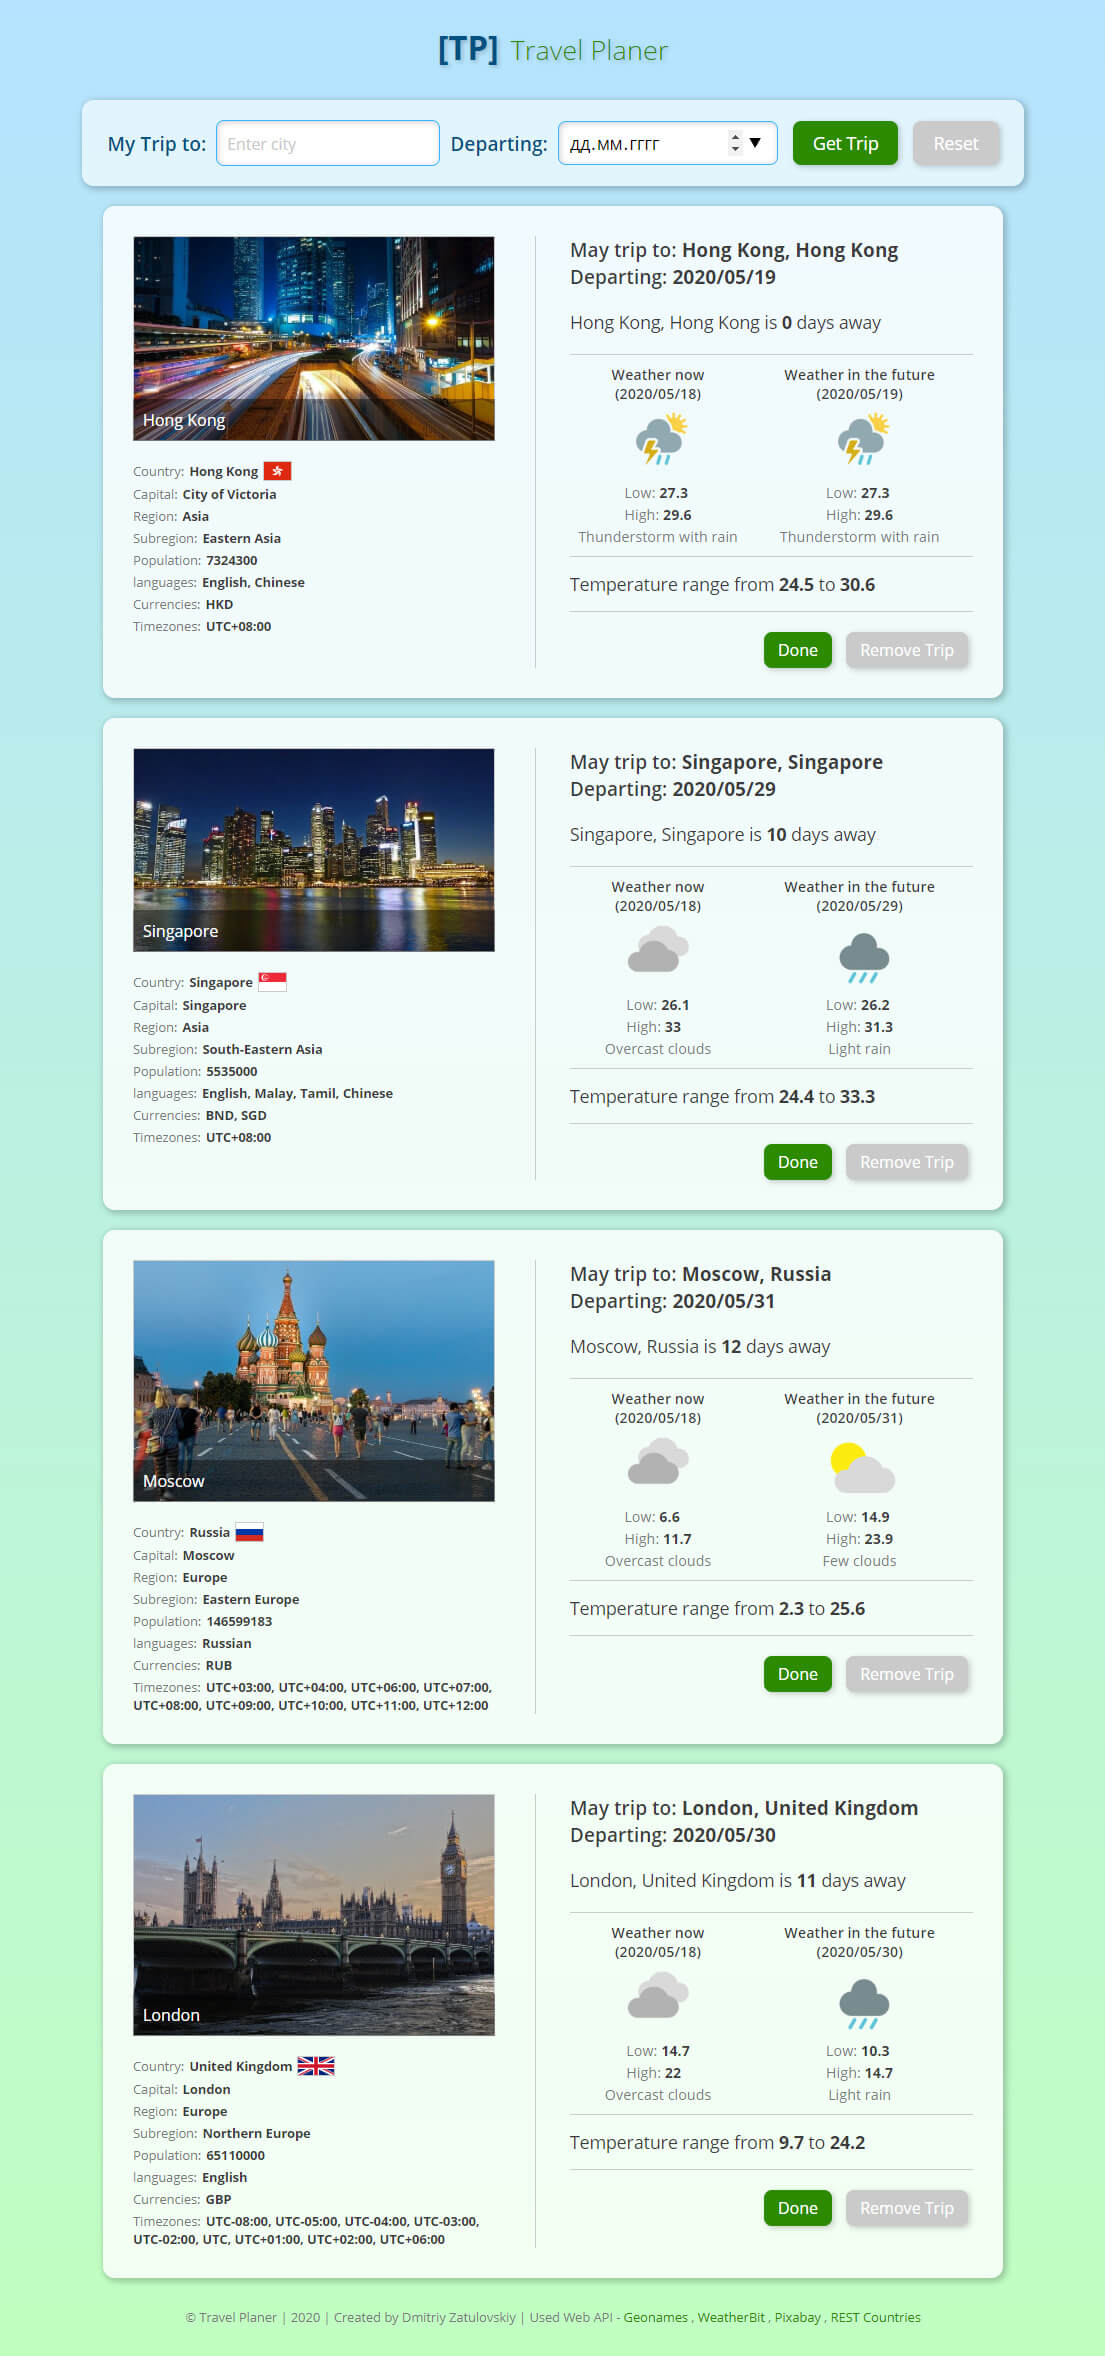 [TP] Travel Planer
My Trip to: Enter city Departing: дд.мм.гггг Get Trip Reset
Hong Kong
Country: Hong Kong
Capital: City of Victoria
Region: Asia
Subregion: Eastern Asia
Population: 7324300
languages: English, Chinese
Currencies: HKD
Timezones: UTC+08:00
May trip to: Hong Kong, Hong Kong
Departing: 2020/05/19
Hong Kong, Hong Kong is 0 days away
Weather now
(2020/05/18)
Low: 27.3
High: 29.6
Thunderstorm with rain
Weather in the future
(2020/05/19)
Low: 27.3
High: 29.6
Thunderstorm with rain
Temperature range from 24.5 to 30.6
Done Remove Trip
Singapore
Country: Singapore
Capital: Singapore
Region: Asia
Subregion: South-Eastern Asia
Population: 5535000
languages: English, Malay, Tamil, Chinese
Currencies: BND, SGD
Timezones: UTC+08:00
May trip to: Singapore, Singapore
Departing: 2020/05/29
Singapore, Singapore is 10 days away
Weather now
(2020/05/18)
Low: 26.1
High: 33
Overcast clouds
Weather in the future
(2020/05/29)
Low: 26.2
High: 31.3
Light rain
Temperature range from 24.4 to 33.3
Done Remove Trip
Moscow
Country: Russia
Capital: Moscow
Region: Europe
Subregion: Eastern Europe
Population: 146599183
languages: Russian
Currencies: RUB
Timezones: UTC+03:00, UTC+04:00, UTC+06:00, UTC+07:00,
UTC+08:00, UTC+09:00, UTC+10:00, UTC+11:00, UTC+12:00
May trip to: Moscow, Russia
Departing: 2020/05/31
Moscow, Russia is 12 days away
Weather now
(2020/05/18)
Low: 6.6
High: 11.7
Overcast clouds
Weather in the future
(2020/05/31)
Low: 14.9
High: 23.9
Few clouds
Temperature range from 2.3 to 25.6
Done Remove Trip
London
Country: United Kingdom
Capital: London
Region: Europe
Subregion: Northern Europe
Population: 65110000
languages: English
Currencies: GBP
Timezones: UTC-08:00, UTC-05:00, UTC-04:00, UTC-03:00,
UTC-02:00, UTC, UTC+01:00, UTC+02:00, UTC+06:00
May trip to: London, United Kingdom
Departing: 2020/05/30
London, United Kingdom is 11 days away
Weather now
(2020/05/18)
Low: 14.7
High: 22
Overcast clouds
Weather in the future
(2020/05/30)
Low: 10.3
High: 14.7
Light rain
Temperature range from 9.7 to 24.2
Done Remove Trip
© Travel Planer | 2020 | Created by Dmitriy Zatulovskiy | Used Web API - Geonames , WeatherBit , Pixabay , REST Countries